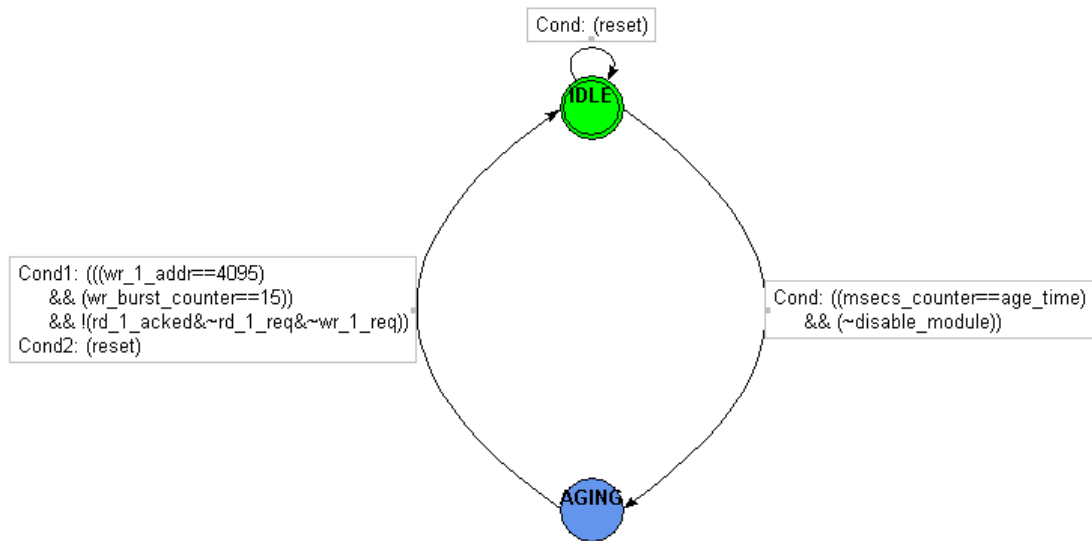 Cond: (reset)
IDLE
Cond1: (((wr_1_addr==4095)
&& (wr_burst_counter==15))
&& !(rd_1_acked&~rd_1_req&~wr_1_req))
Cond2: (reset)
Cond: ((msecs_counter==age_time)
&& (~disable_module))
AGING